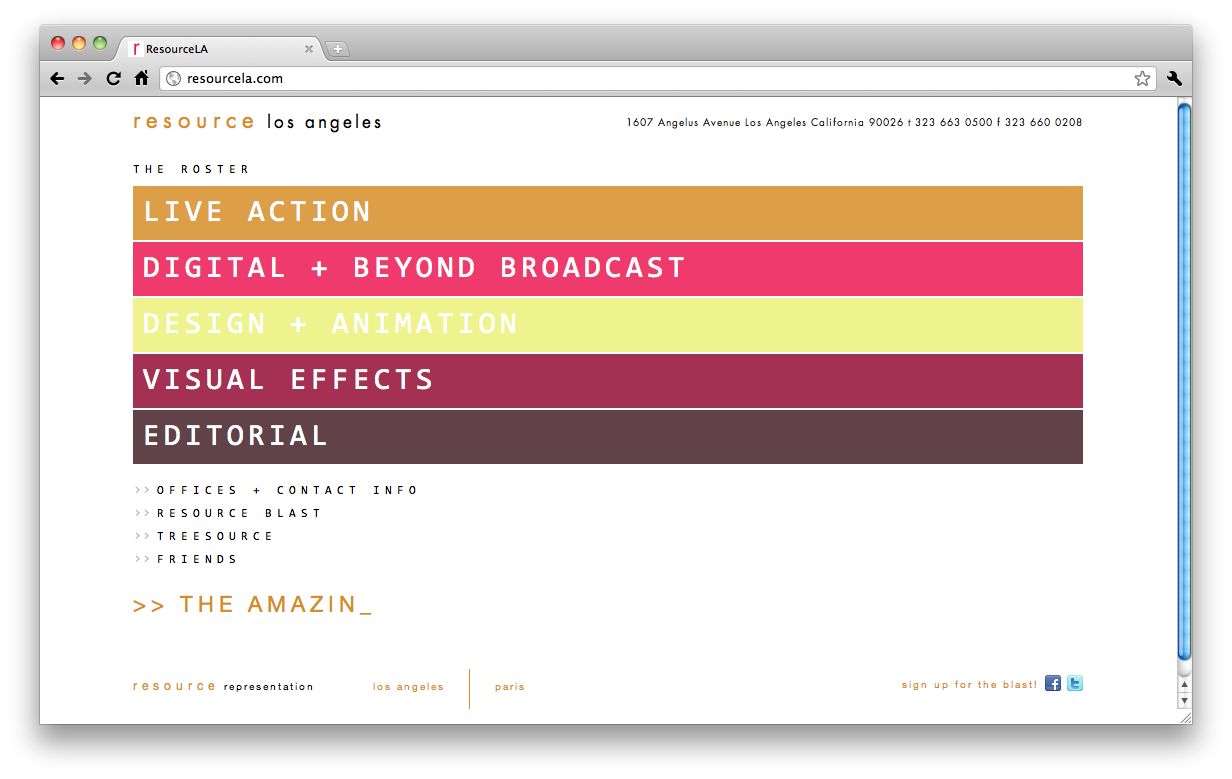 ResourceLA
resourcela.com
resource los angeles
1607 Angelus Avenue Los Angeles California 90026 t 323 663 0500 f 323 660 0208
THE ROSTER
LIVE ACTION
DIGITAL + BEYOND BROADCAST
DESIGN + ANIMATION
VISUAL EFFECTS
EDITORIAL
>> OFFICES + CONTACT INFO
>> RESOURCE BLAST
>> TREESOURCE
>> FRIENDS
>> THE AMAZIN_
resource representation los angeles paris sign up for the blast!